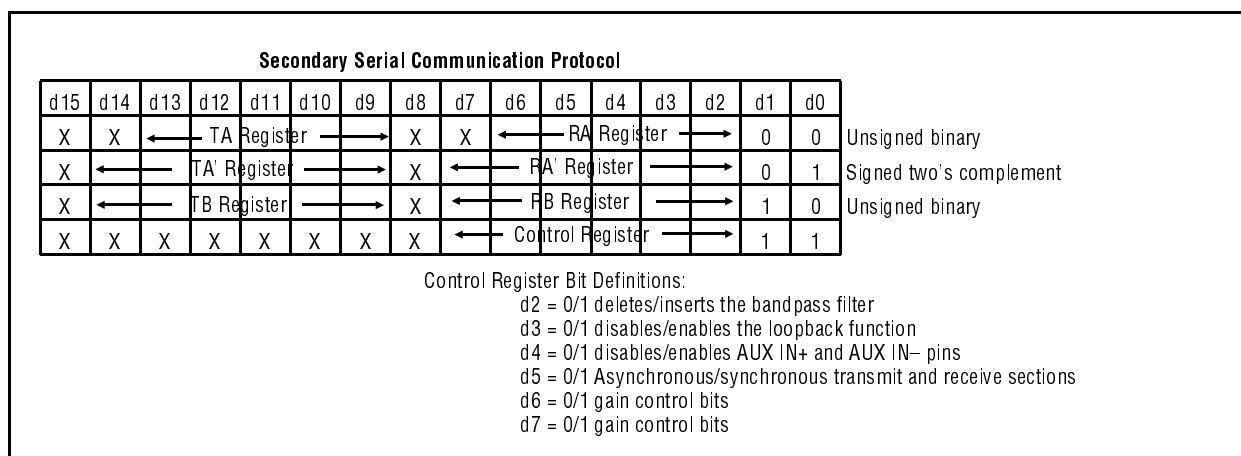 Secondary Serial Communication Protocol
d15 d14 d13 d12 d11 d10 d9 d8 d7 d6 d5 d4 d3 d2 d1 d0
X X TA Register X X RA Register 0 0 Unsigned binary
X TA' Register X RA' Register 0 1 Signed two's complement
X TB Register X RB Register 1 0 Unsigned binary
X X X X X X X X Control Register 1 1
Control Register Bit Definitions:
d2 = 0/1 deletes/inserts the bandpass filter
d3 = 0/1 disables/enables the loopback function
d4 = 0/1 disables/enables AUX IN+ and AUX IN– pins
d5 = 0/1 Asynchronous/synchronous transmit and receive sections
d6 = 0/1 gain control bits
d7 = 0/1 gain control bits